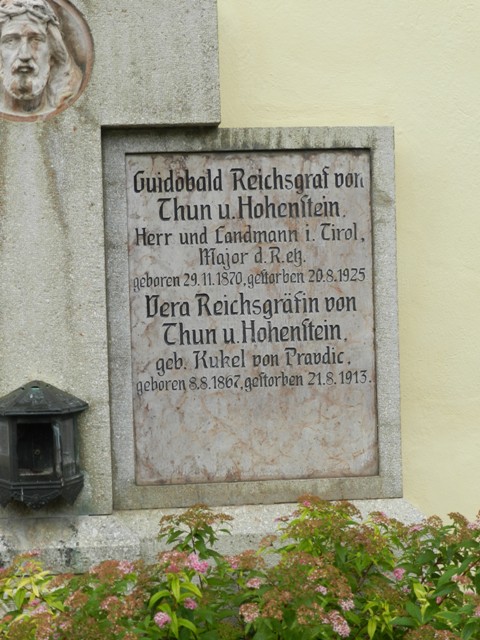 Guidobald Reichsgraf von
Thun u. Hohenſtein,
Herr und Landmann i. Tirol,
Major d. R. etz.
geboren 29.11.1870, geſtorben 20.8.1925
Vera Reichsgräfin von
Thun u. Hohenſtein,
geb. Kukel von Pravdic,
geboren 8.8.1867, geſtorben 21.8.1913.